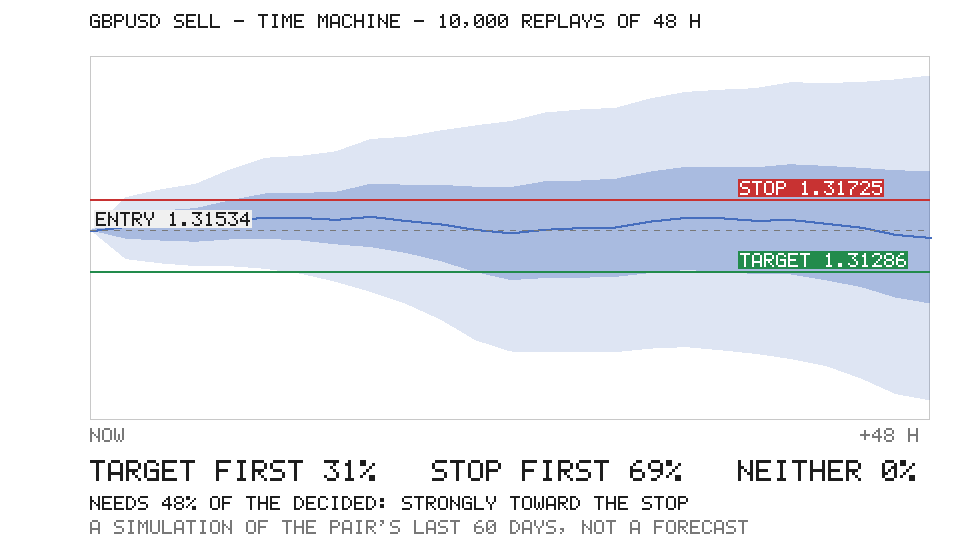 GBPUSD SELL - TIME MACHINE - 10,000 REPLAYS OF 48 H
STOP 1.31725
ENTRY 1.31534
TARGET 1.31286
NOW +48 H
TARGET FIRST 31% STOP FIRST 69% NEITHER 0%
NEEDS 48% OF THE DECIDED: STRONGLY TOWARD THE STOP
A SIMULATION OF THE PAIR'S LAST 60 DAYS, NOT A FORECAST